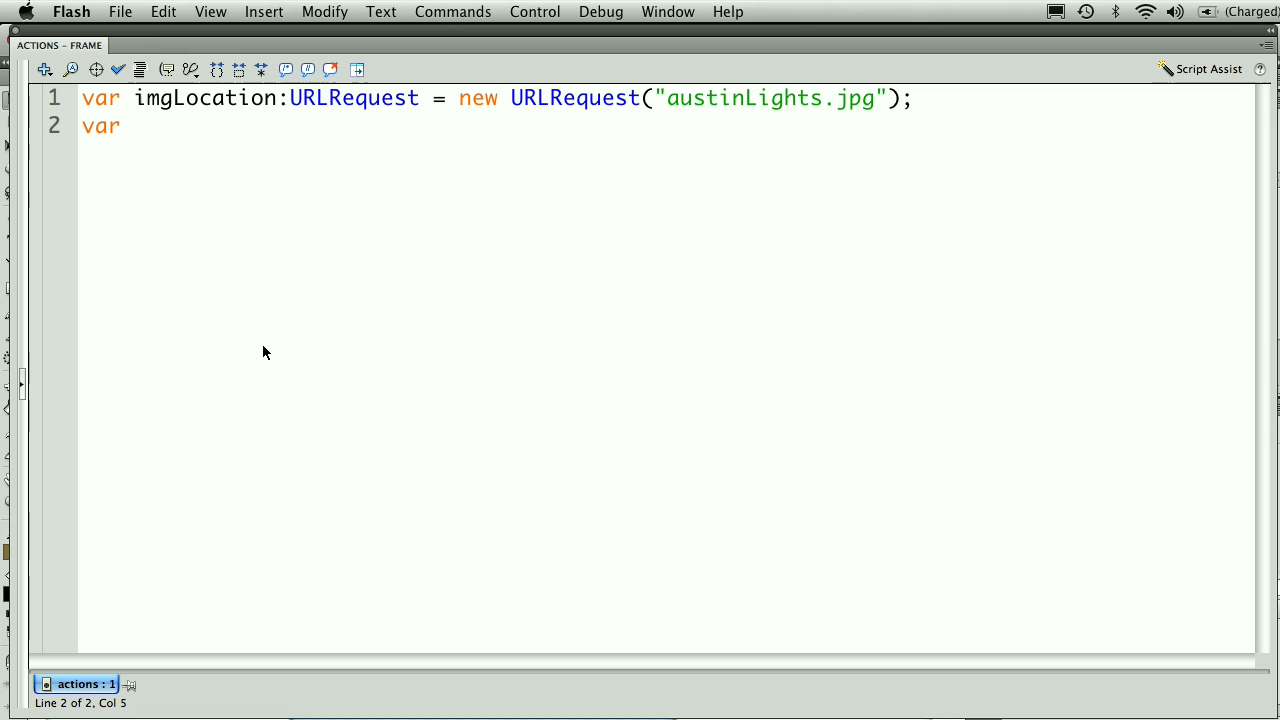 Flash File Edit View Insert Modify Text Commands Control Debug Window Help (Charged)
ACTIONS - FRAME
Script Assist
1 var imgLocation:URLRequest = new URLRequest("austinLights.jpg");
2 var
actions : 1
Line 2 of 2, Col 5